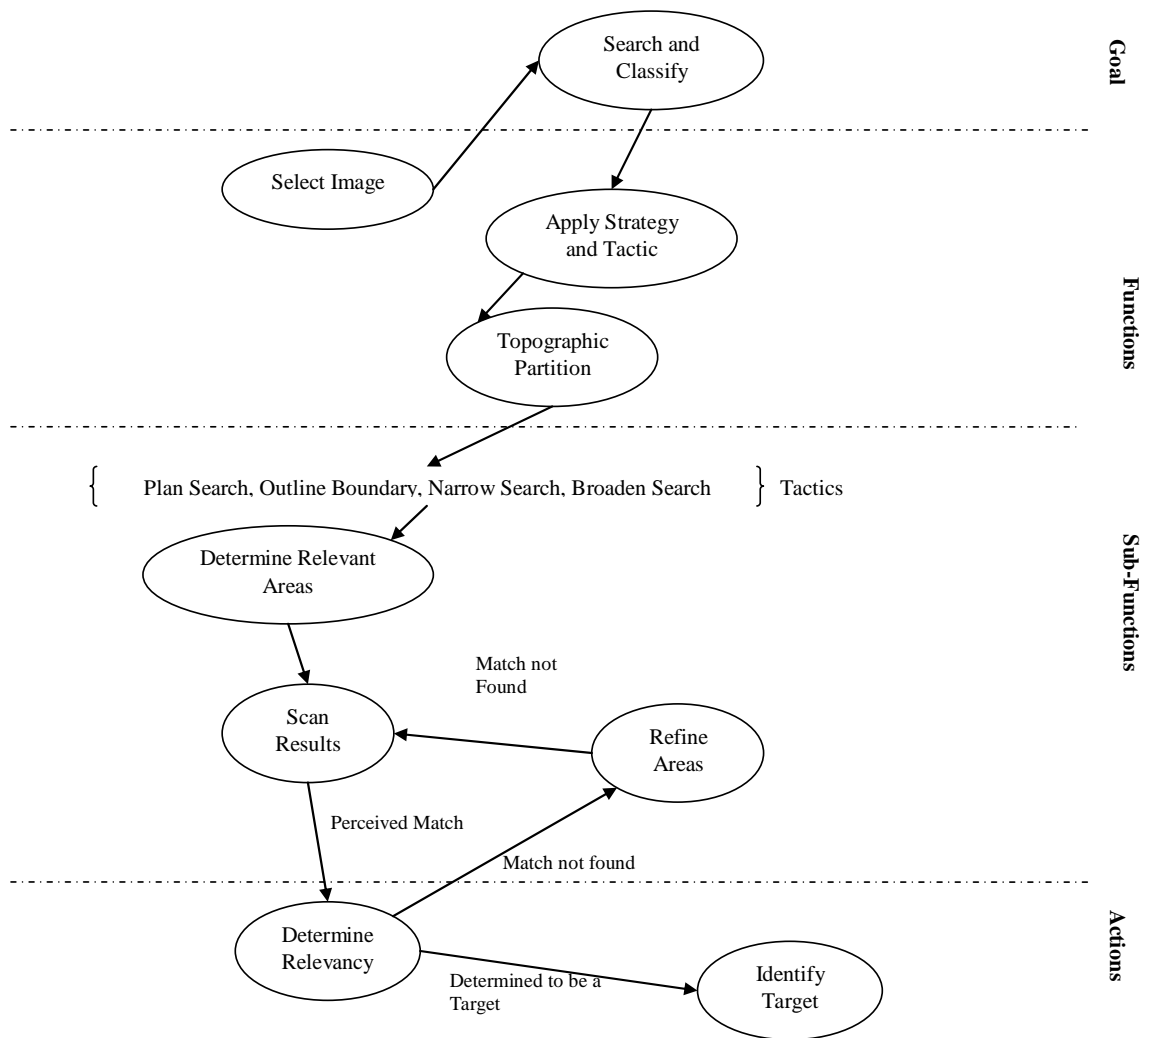 Search and
Classify
Goal
Select Image
Apply Strategy
and Tactic
Functions
Topographic
Partition
{ Plan Search, Outline Boundary, Narrow Search, Broaden Search } Tactics
Sub-Functions
Determine Relevant
Areas
Match not
Found
Scan
Results
Refine
Areas
Perceived Match
Match not found
Actions
Determine
Relevancy
Determined to be a
Target
Identify
Target